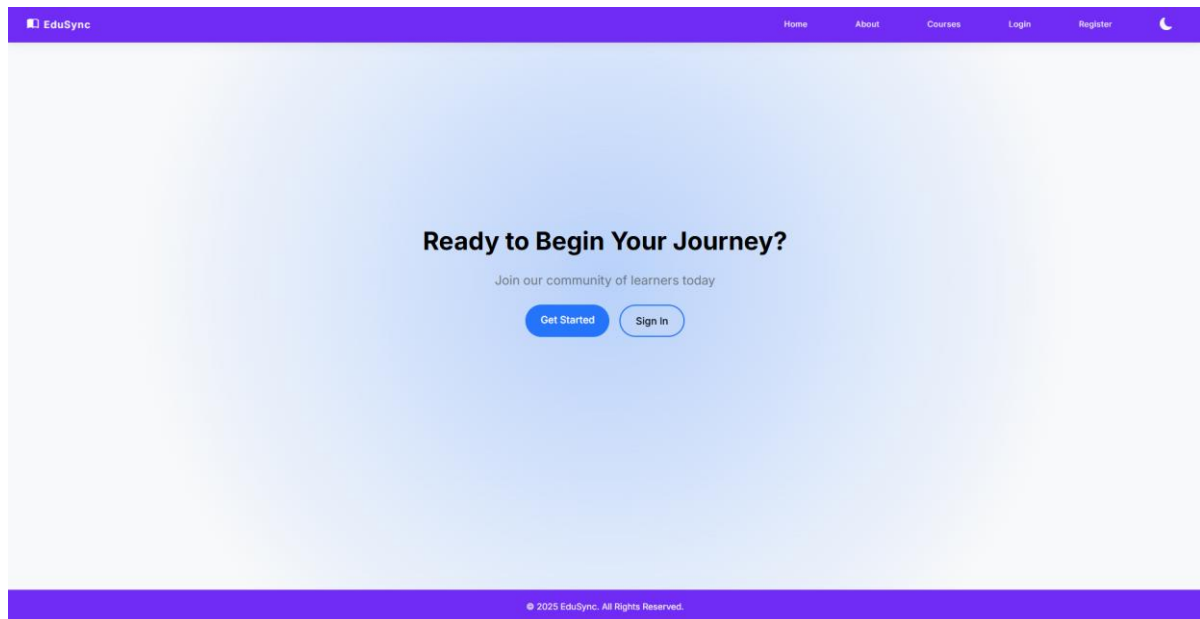 EduSync
Home About Courses Login Register
Ready to Begin Your Journey?
Join our community of learners today
Get Started Sign In
© 2025 EduSync. All Rights Reserved.